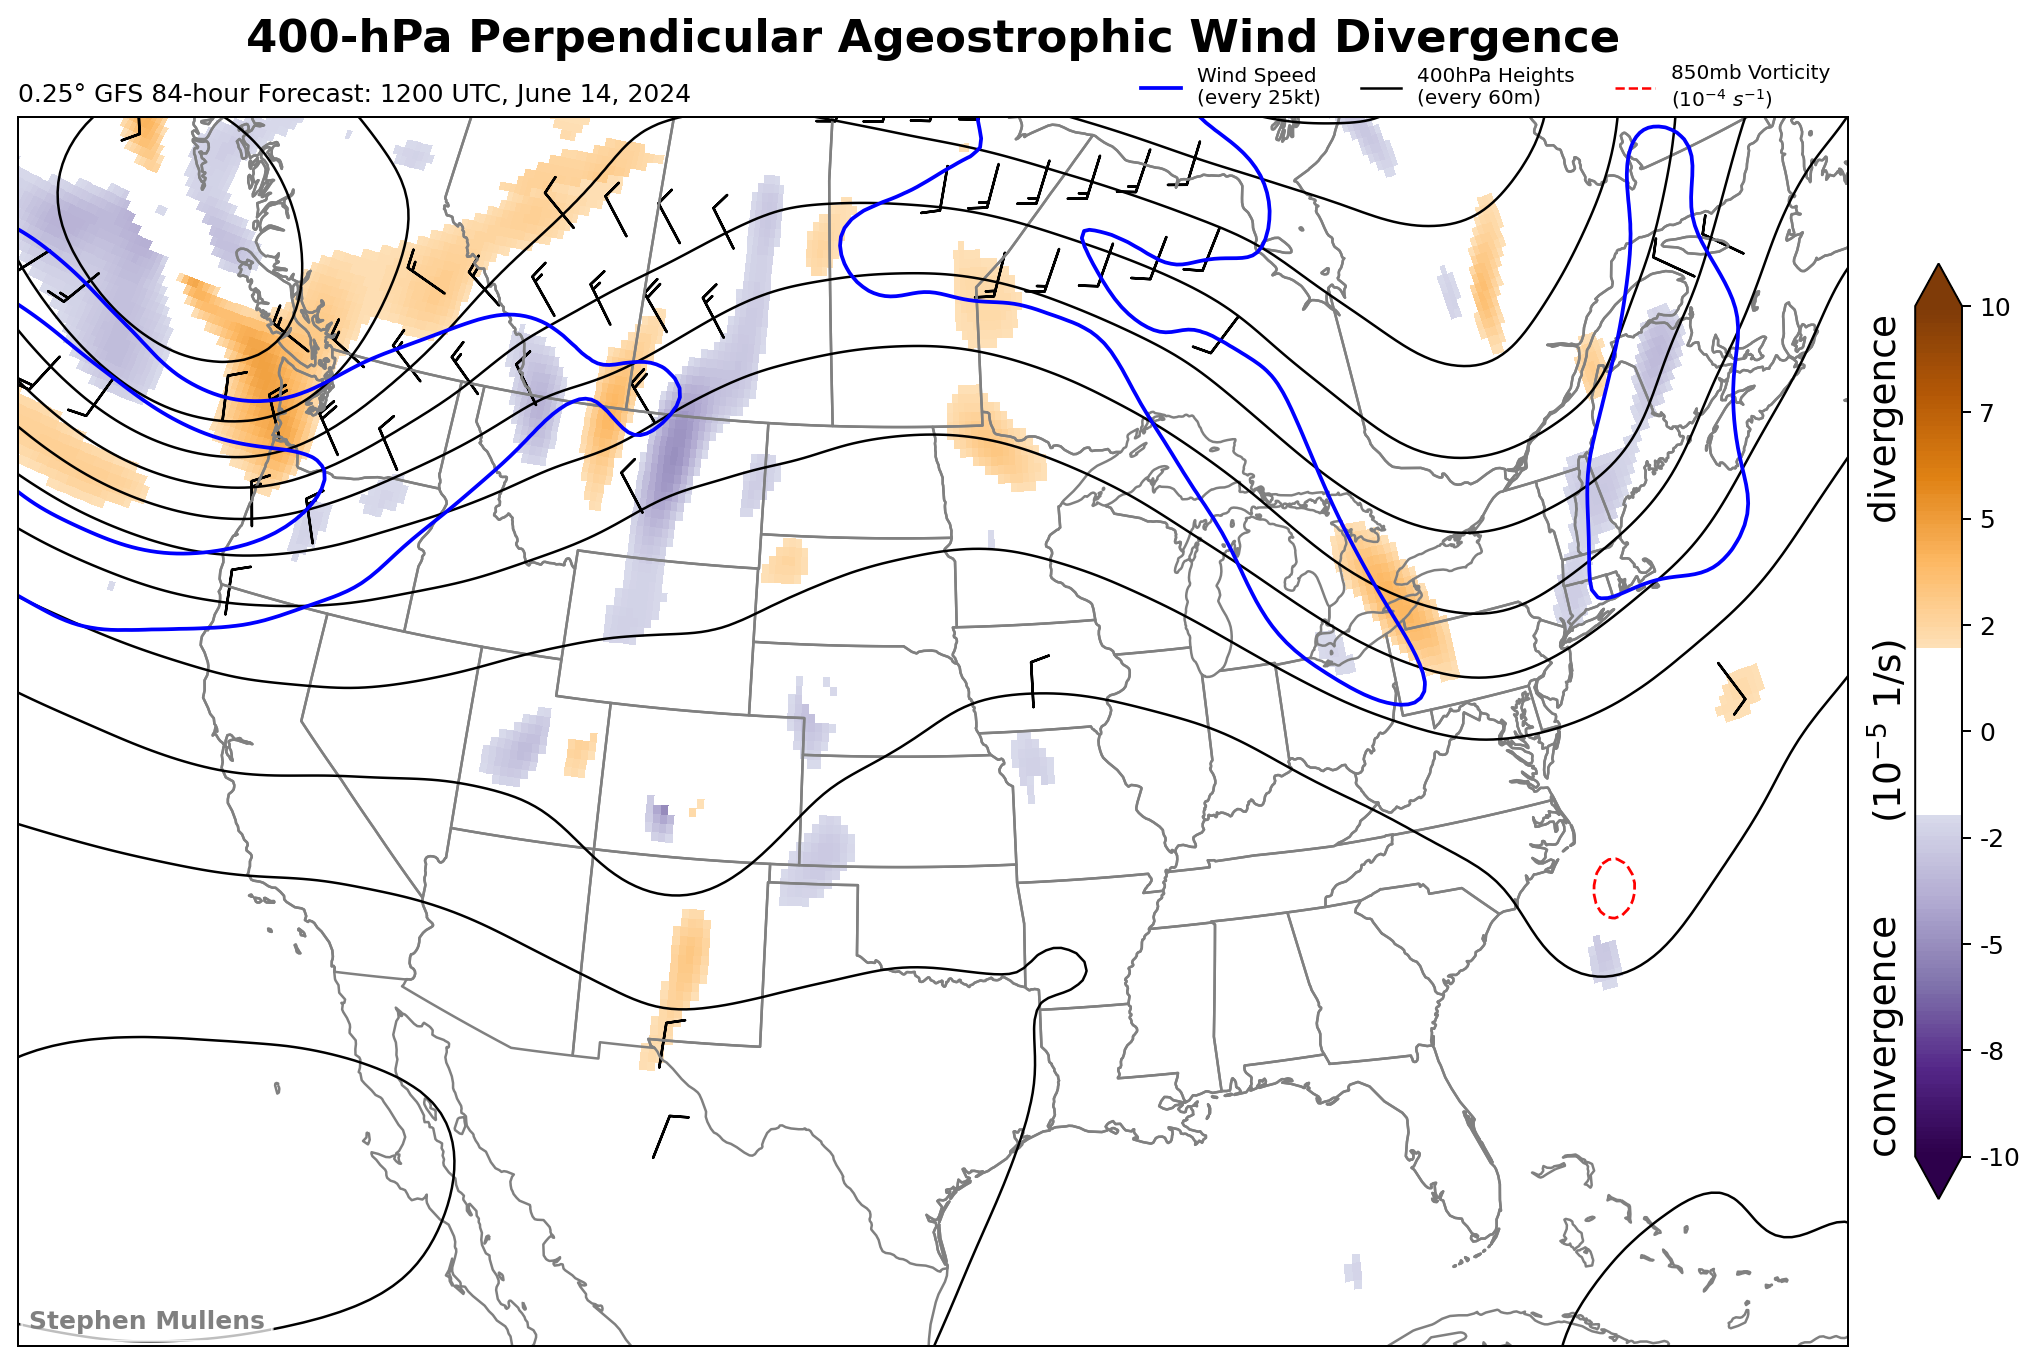 400-hPa Perpendicular Ageostrophic Wind Divergence
0.25° GFS 84-hour Forecast: 1200 UTC, June 14, 2024
Wind Speed
(every 25kt)
400hPa Heights
(every 60m)
850mb Vorticity
(10⁻⁴ s⁻¹)
convergence (10⁻⁵ 1/s) divergence
10
7
5
2
0
-2
-5
-8
-10
Stephen Mullens